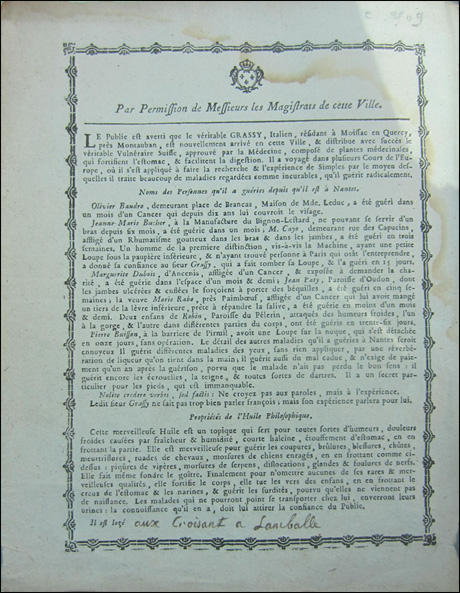 Par Permission de Messieurs les Magistrats de cette Ville.
LE Public est averti que le véritable GRASSY, Italien, résdant à Moissac en Quercy,
près Montauban, est nouvellement arrivé en cette Ville, & distribue avec succès le
véritable Vulnéraire Suisse, approuvé par la Médecine, composé de plantes médecinales,
qui fortifient l'estomac, & facilitent la digestion. Il a voyagé dans plusieurs Cours de l'Eu-
rope, où il s'est appliqué à faire la recherche & l'expérience de Simples par le moyen des-
quelles il traite beaucoup de maladies regardées comme incurables, qu'il guérit radicalement.
Noms des Personnes qu'il a guéries depuis qu'il est à Nantes.
Olivier Baudro, demeurant place de Brancas, Maison de Mde. Leduc, a été guéri dans
un mois d'un Cancer qui depuis dix ans lui couvroit le visage.
Jeanne-Marie Bachot, à la Manufacture du Bignon-Lestard, ne pouvant se servir d'un
bras depuis six mois, a été guérie dans un mois; M. Cayo, demeurant rue des Capucins,
affligé d'un Rhumatisme goutteux dans les bras & dans les jambes, a été guéri en trois
semaines. Un homme de la premiere distinction, vis-à-vis la Machine, ayant une petite
Loupe sous la paupière inférieure, & n'ayant trouvé personne à Paris qui osât l'entreprendre,
a donné sa confiance au sieur Grassy, qui a fait tomber sa Loupe, & l'a guéri en 15 jours.
Marguerite Dubois, d'Ancenis, affligée d'un Cancer, & exposée à demander la cha-
rité, a été guérie dans l'espace d'un mois & demi; Jean Paty, Paroisse d'Oudon, dont
les jambes ulcérées & enflées le forçoient à porter des béquilles, a été guéri en cinq se-
maines; la veuve Marie Rabo, près Paimbœuf, affligée d'un Cancer qui lui avoit mangé
un tiers de la lèvre inférieure, prête à répandre sa salive, a été guérie en moins d'un mois
& demi. Deux enfans de Robin, Paroisse du Pélerin, attaqués des humeurs froides, l'un
à la gorge, & l'autre dans différentes parties du corps, ont été guéris en trente-six jours.
Pierre Buisson, à la barriere de Pirmil, avoit une Loupe sur la nuque, qui s'est détachée
en onze jours, sans opération. Le détail des autres maladies qu'il a guéries à Nantes seroit
ennuyeux. Il guérit différentes maladies des yeux, sans rien appliquer, par une réverbé-
ration de liqueur qu'on tient dans la main; il guérit aussi du mal caduc, & n'exige de paie-
ment qu'un an après la guérison, pourvu que le malade n'ait pas perdu le bon sens: il
guérit encore les écrouelles, la teigne, & toutes sortes de dartres. Il a un secret par-
ticulier pour les pieds, qui est immanquable.
Nolite credere verbis, sed factis: Ne croyez pas aux paroles, mais à l'expérience.
Ledit sieur Grassy ne sait pas trop bien parler françois; mais son expérience parlera pour lui.
Propriétés de l'Huile Philosophique.
Cette merveilleuse Huile est un topique qui sert pour toutes sortes d'humeurs, douleurs
froides causées par fraîcheur & humidité, courte haleine, étouffement d'estomac, en en
frottant la partie. Elle est merveilleuse pour guérir les coupures, brûlures, blessures, chûtes,
meurtrissures, ruades de chevaux, morsures de chiens enragés, en en frottant comme ci-
dessus: piqûres de vipères, morsures de serpens, dislocations, glandes & foulures de nerfs.
Elle fait même fondre le goître. Finalement pour n'omettre aucunes de ses rares & mer-
veilleuses qualités, elle fortifie le corps, elle tue les vers des enfans, en en frottant le
creux de l'estomac & les narines, & guérit les surdités, pourvu qu'elles ne viennent pas
de naissance. Les malades qui ne pourront point se transporter chez lui, enverront leurs
urines: la connoissance qu'il en a, doit lui attirer la confiance du Public.
Il est logé aux Croisant a Lamballe